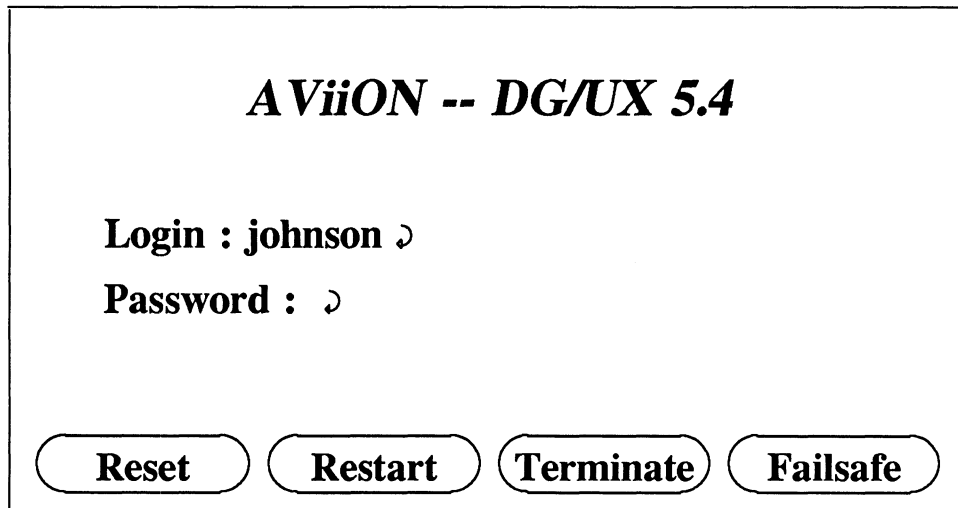 AViiON -- DG/UX 5.4
Login : johnson ⤸
Password : ⤸
Reset Restart Terminate Failsafe